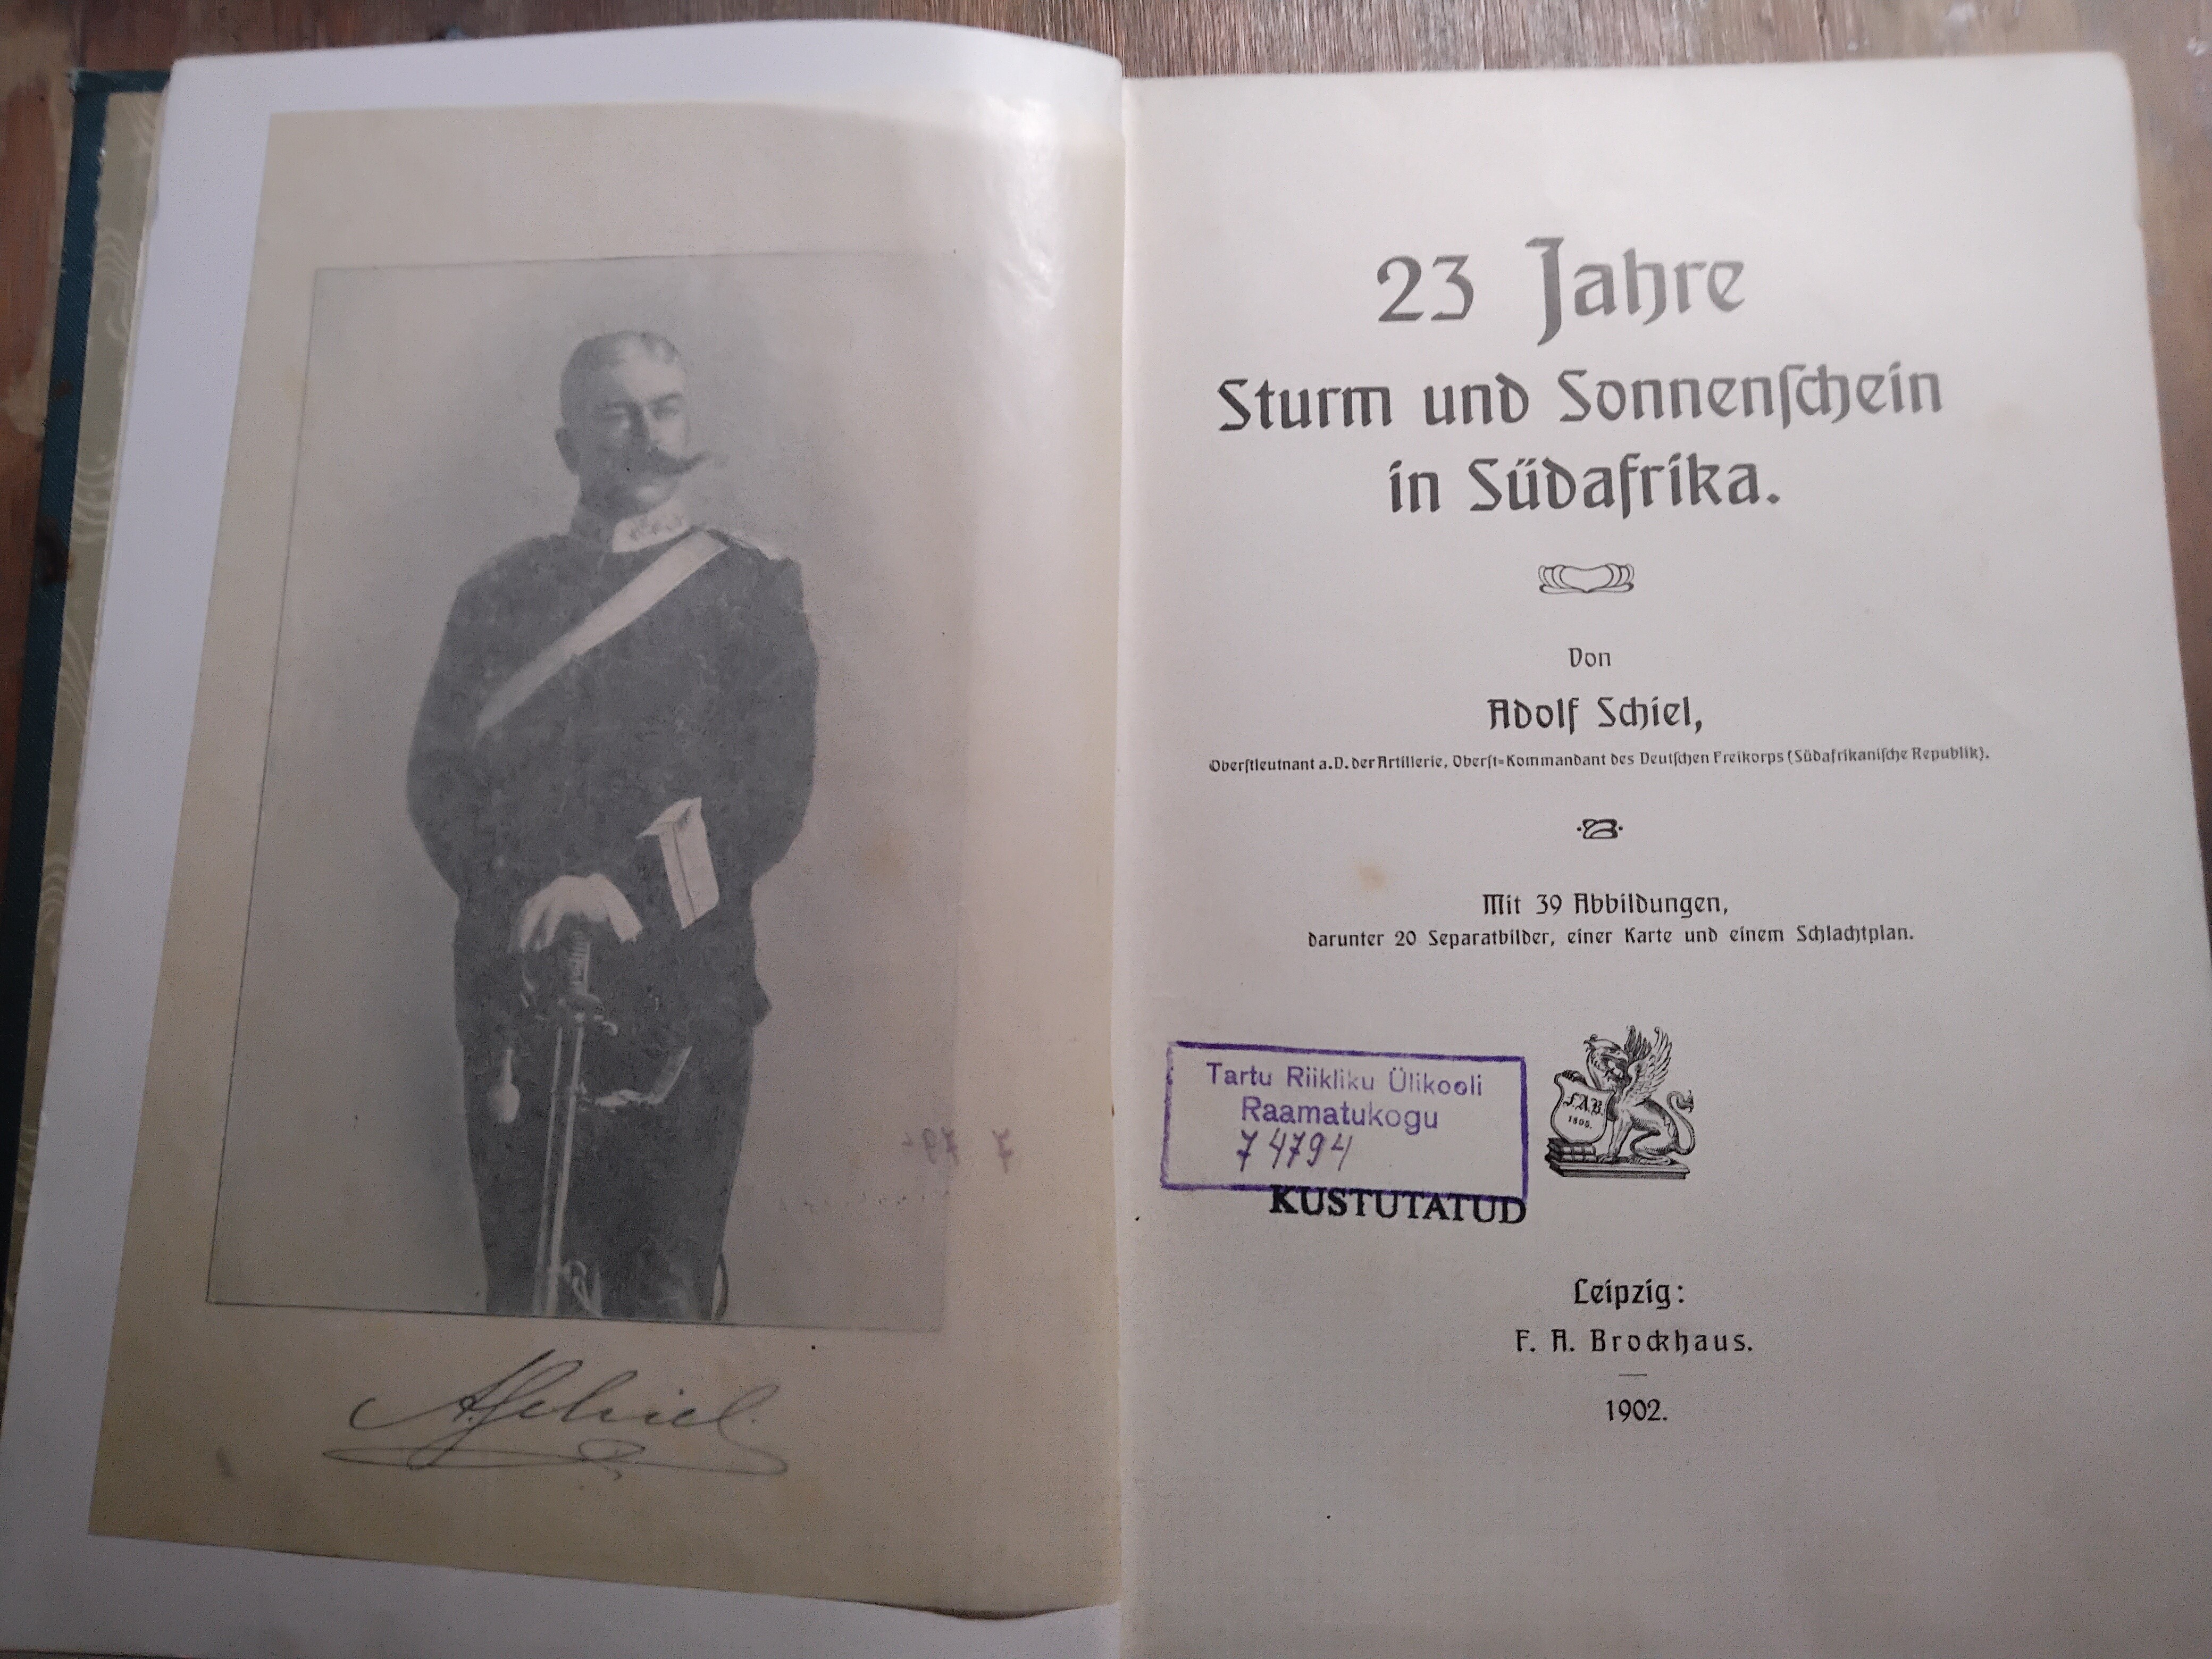 A. Schiel.
23 Jahre
Sturm und Sonnenſchein
in Südafrika.
Von
Adolf Schiel,
Oberſtleutnant a.D. der Artillerie, Oberſt-Kommandant des Deutſchen Freikorps (Südafrikaniſche Republik).
Mit 39 Abbildungen,
darunter 20 Separatbilder, einer Karte und einem Schlachtplan.
F.A.B.
1805.
Tartu Riikliku Ülikooli
Raamatukogu
74794
KUSTUTATUD
Leipzig:
F. A. Brockhaus.
1902.